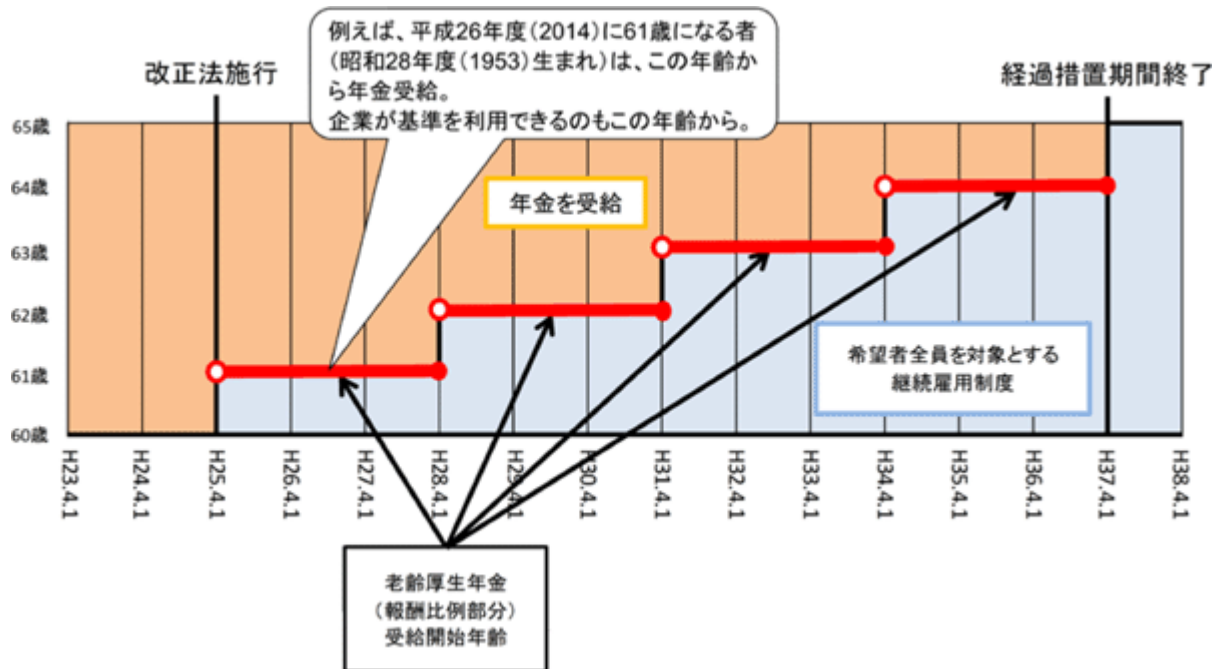 例えば、平成26年度(2014)に61歳になる者
(昭和28年度(1953)生まれ)は、この年齢か
ら年金受給。
企業が基準を利用できるのもこの年齢から。
改正法施行
経過措置期間終了
65歳
64歳
63歳
62歳
61歳
60歳
年金を受給
希望者全員を対象とする
継続雇用制度
H23.4.1
H24.4.1
H25.4.1
H26.4.1
H27.4.1
H28.4.1
H29.4.1
H30.4.1
H31.4.1
H32.4.1
H33.4.1
H34.4.1
H35.4.1
H36.4.1
H37.4.1
H38.4.1
老齢厚生年金
(報酬比例部分)
受給開始年齢